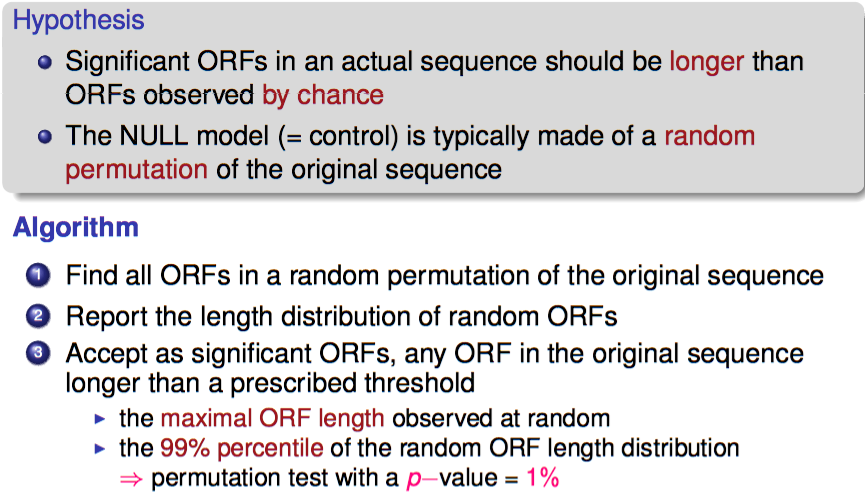 Hypothesis
Significant ORFs in an actual sequence should be longer than
ORFs observed by chance
The NULL model (= control) is typically made of a random
permutation of the original sequence
Algorithm
1 Find all ORFs in a random permutation of the original sequence
2 Report the length distribution of random ORFs
3 Accept as significant ORFs, any ORF in the original sequence
longer than a prescribed threshold
▶ the maximal ORF length observed at random
▶ the 99% percentile of the random ORF length distribution
⇒ permutation test with a p–value = 1%